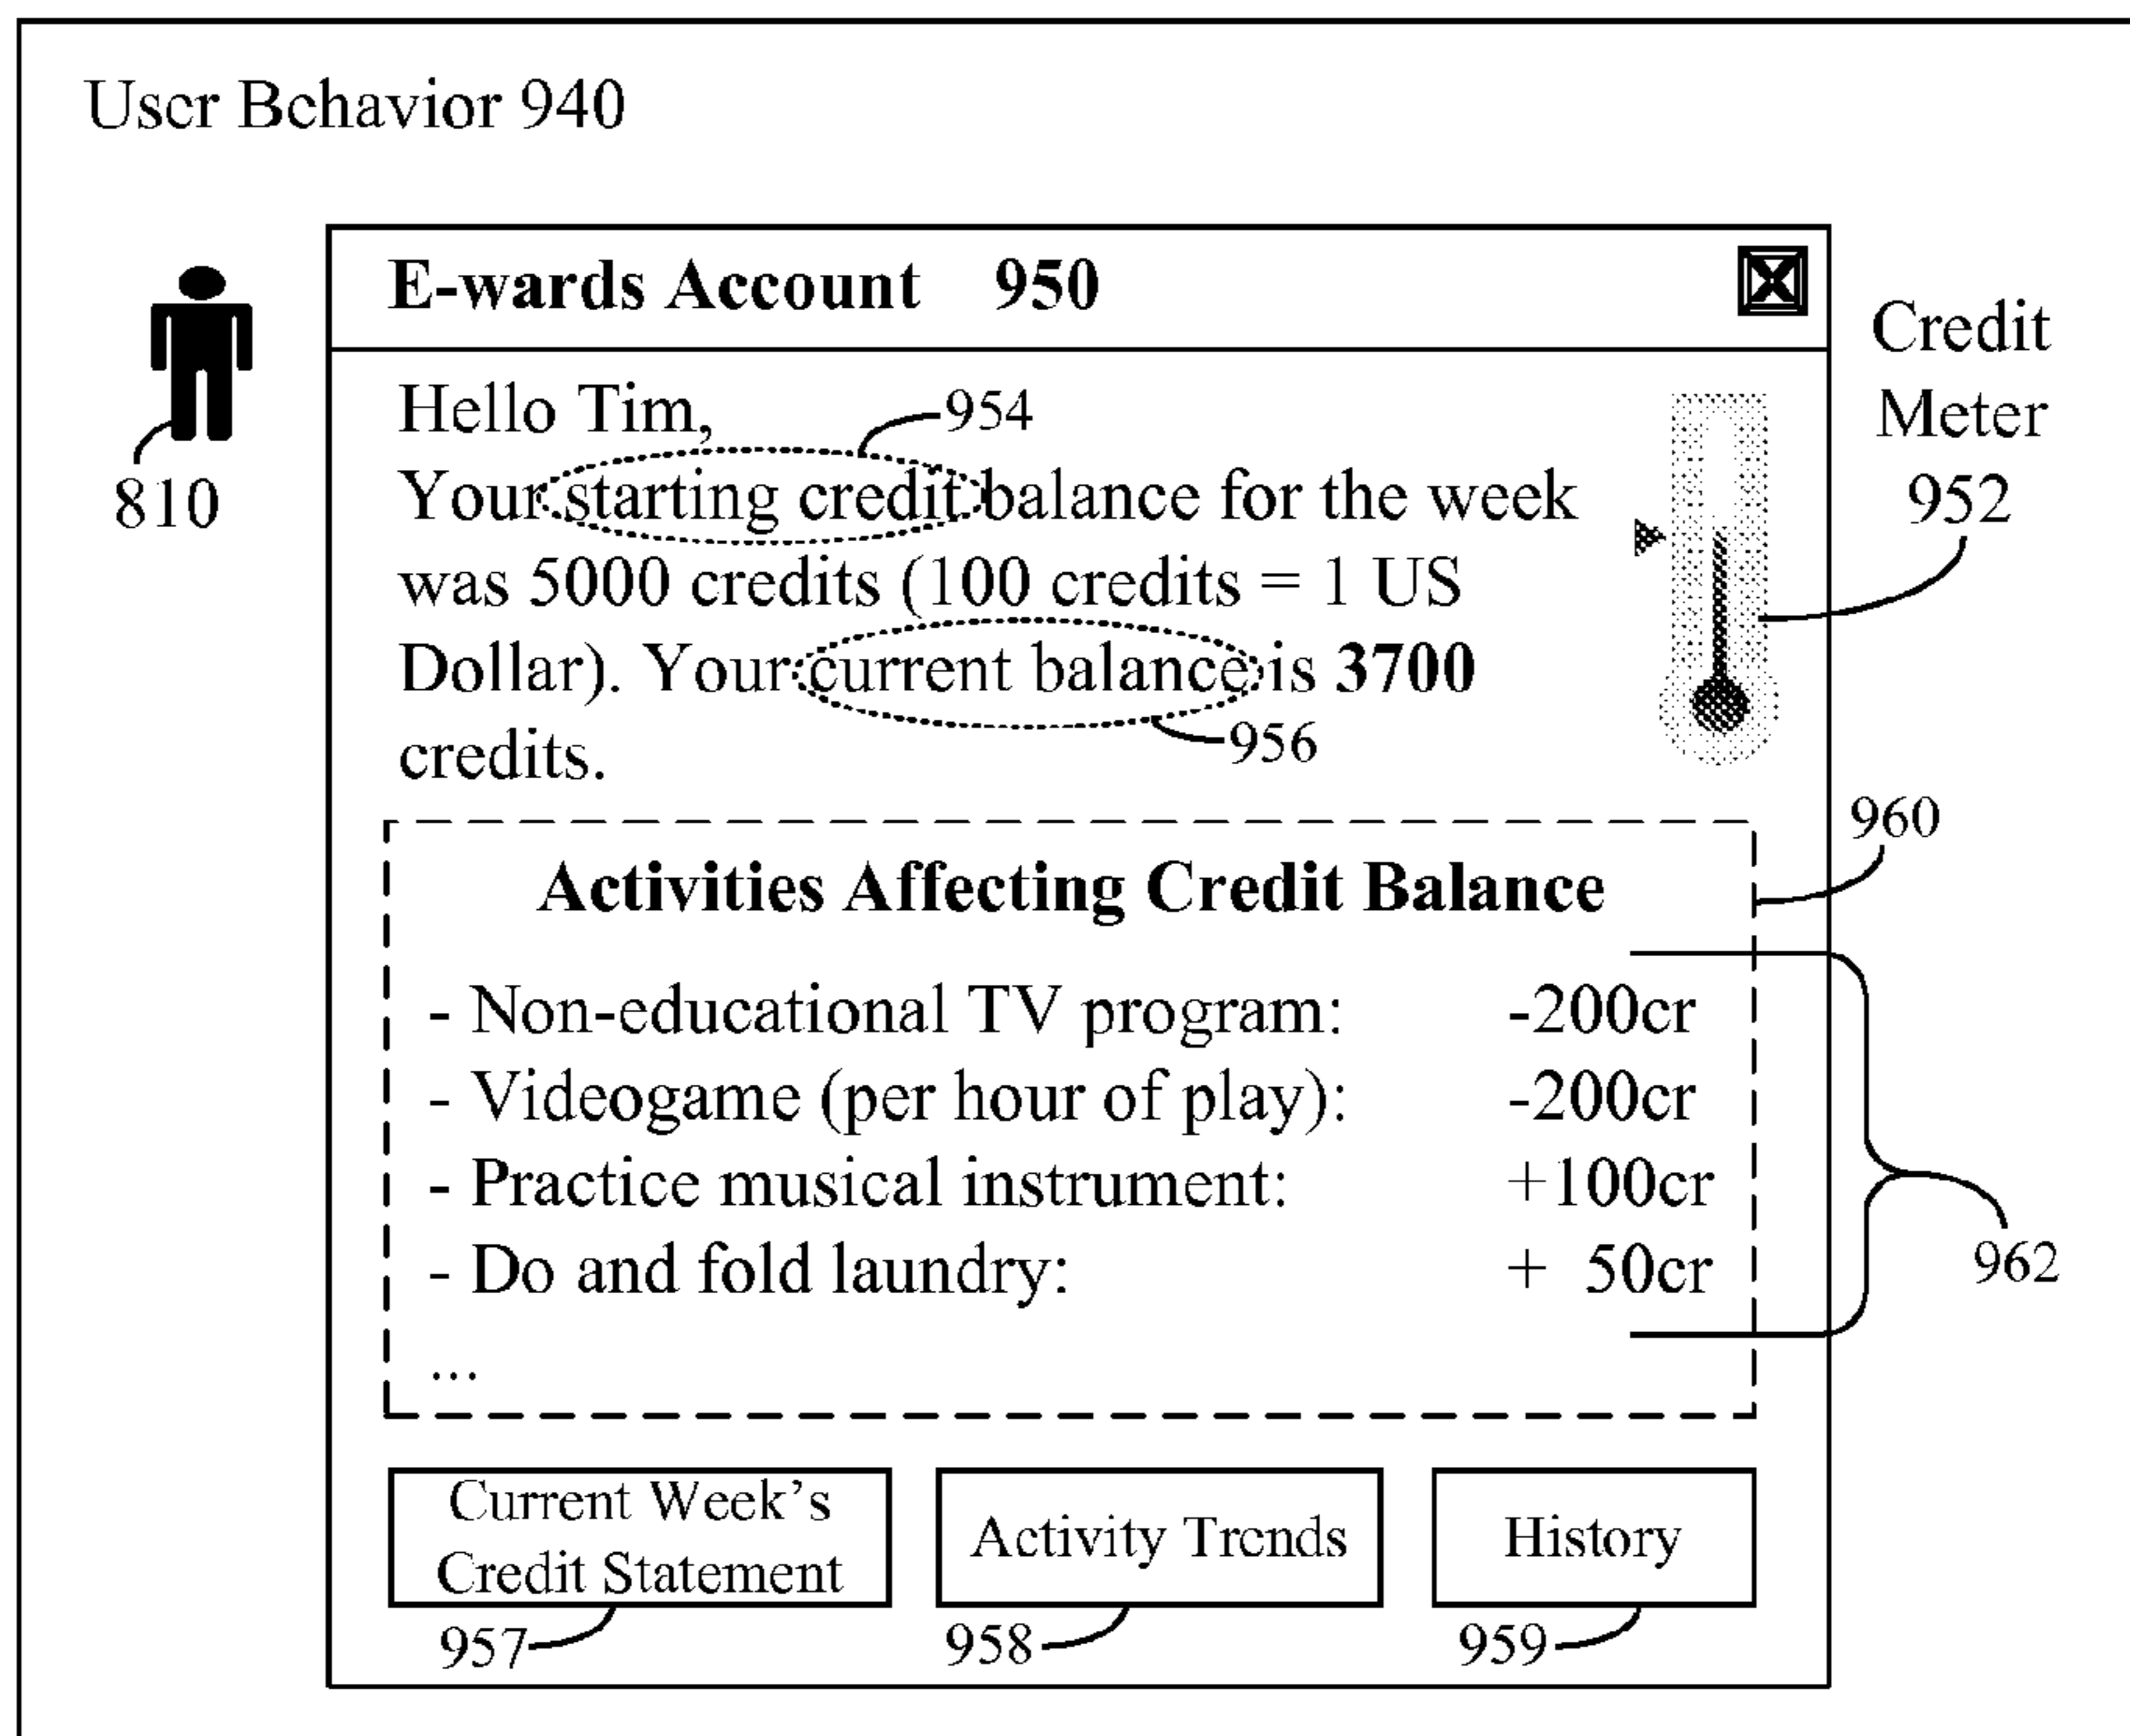 User Behavior 940
E-wards Account 950
Credit
Meter
952
810
Hello Tim,
954
Your starting credit balance for the week
was 5000 credits (100 credits = 1 US
Dollar). Your current balance is 3700
credits.
956
960
Activities Affecting Credit Balance
- Non-educational TV program: -200cr
- Videogame (per hour of play): -200cr
- Practice musical instrument: +100cr
- Do and fold laundry: + 50cr
...
962
Current Week's
Credit Statement
Activity Trends
History
957
958
959